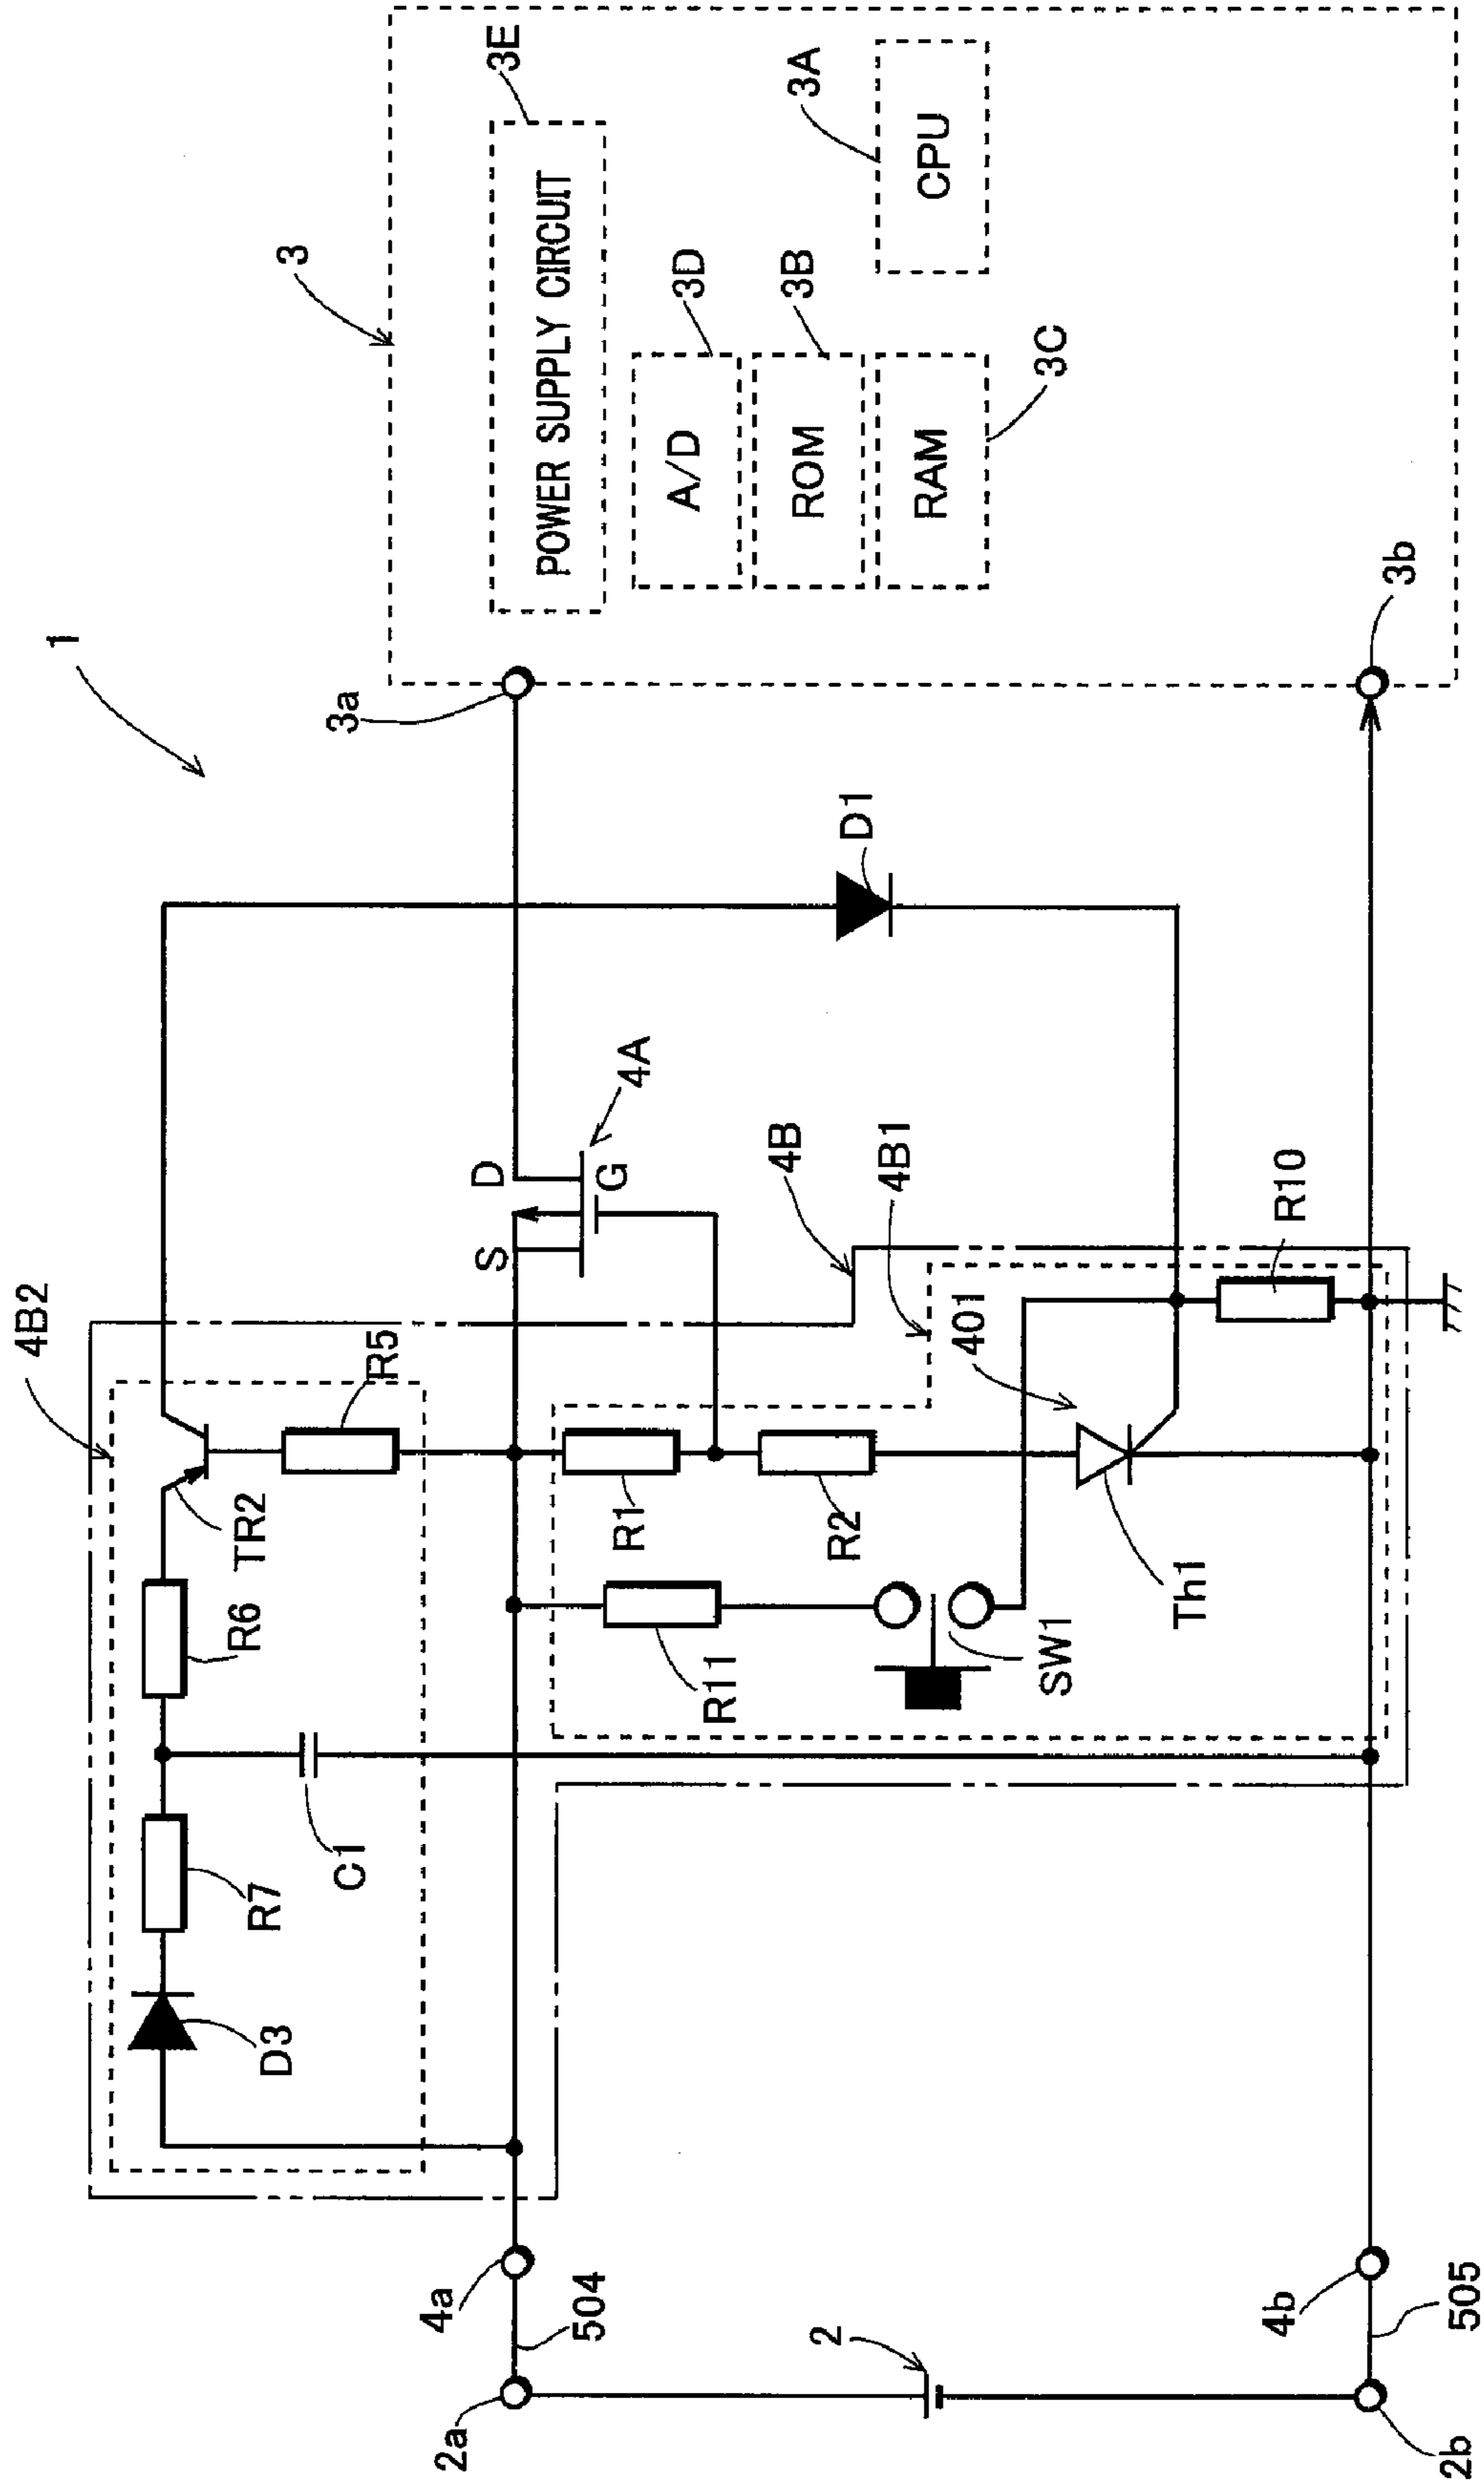 1
3
3E
POWER SUPPLY CIRCUIT
3A
CPU
3D
A/D
3B
ROM
3C
RAM
3a
3b
D1
4B2
TR2
R5
R6
R7
C1
D3
S
D
G
4A
4B
4B1
R1
R2
R11
SW1
401
Th1
R10
4a
504
2a
2
4b
505
2b